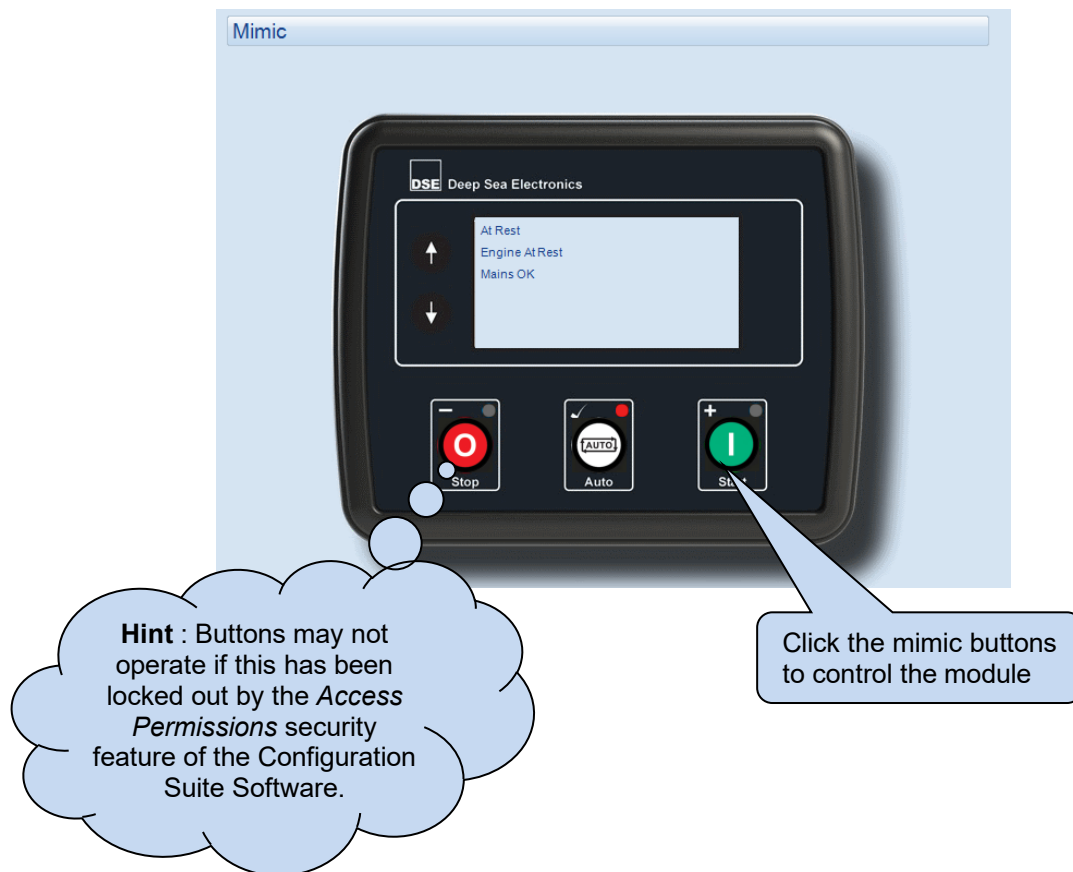 Mimic
DSE Deep Sea Electronics
At Rest
Engine At Rest
Mains OK
O
AUTO
I
Stop
Auto
Start
Click the mimic buttons
to control the module
Hint : Buttons may not
operate if this has been
locked out by the Access
Permissions security
feature of the Configuration
Suite Software.